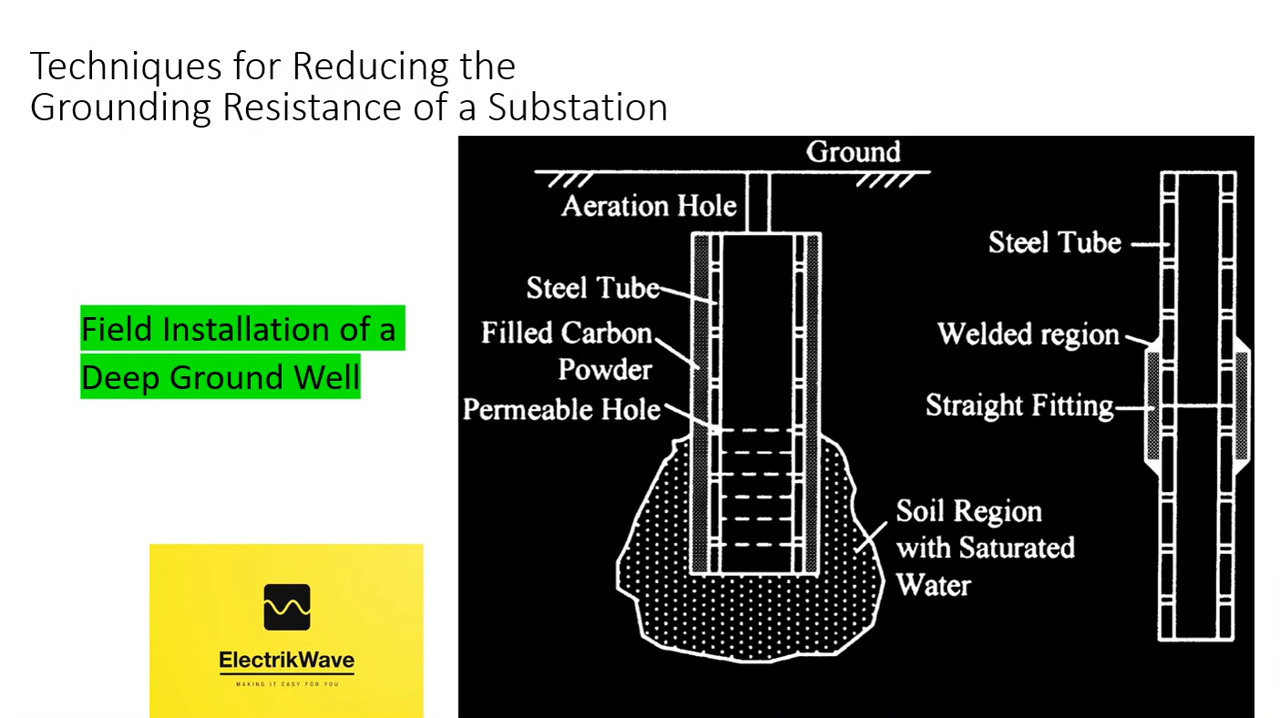 Techniques for Reducing the
Grounding Resistance of a Substation
Field Installation of a
Deep Ground Well
Ground
Aeration Hole
Steel Tube
Filled Carbon
Powder
Permeable Hole
Soil Region
with Saturated
Water
Steel Tube
Welded region
Straight Fitting
ElectrikWave
MAKING IT EASY FOR YOU